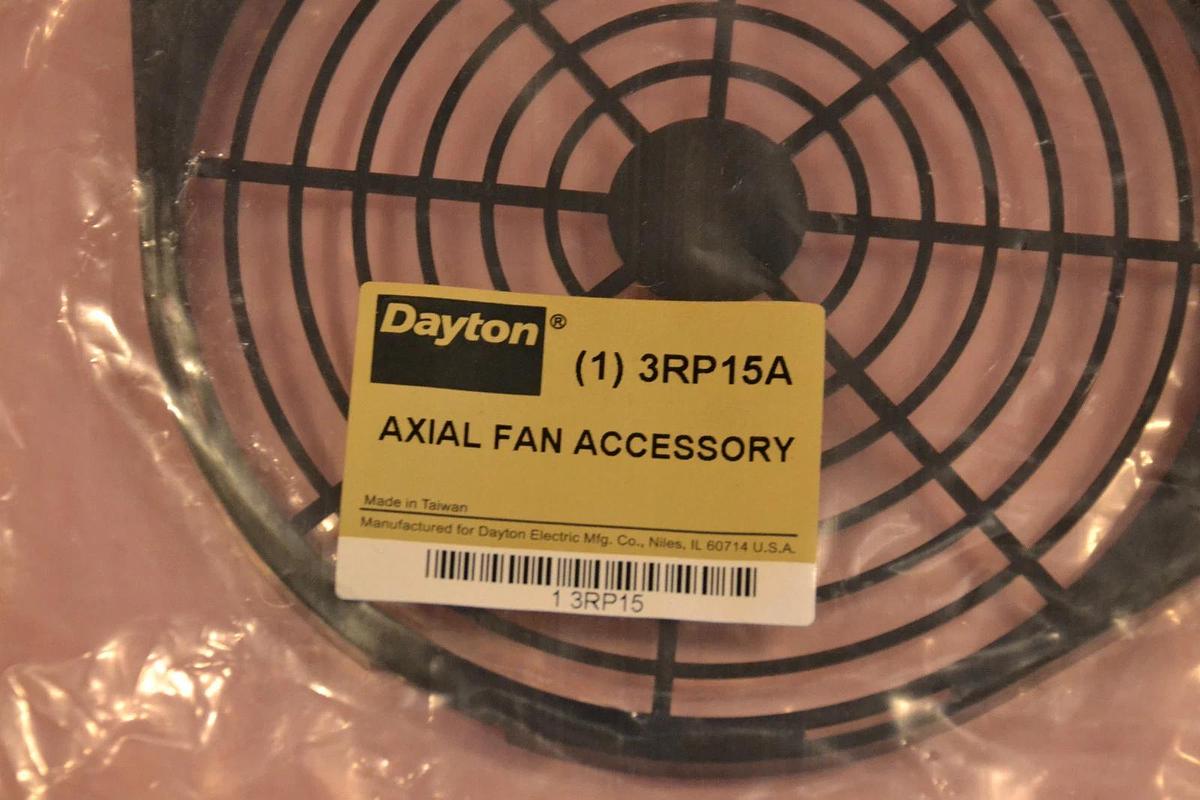 Dayton®
(1) 3RP15A
AXIAL FAN ACCESSORY
Made in Taiwan
Manufactured for Dayton Electric Mfg. Co., Niles, IL 60714 U.S.A.
1 3RP15